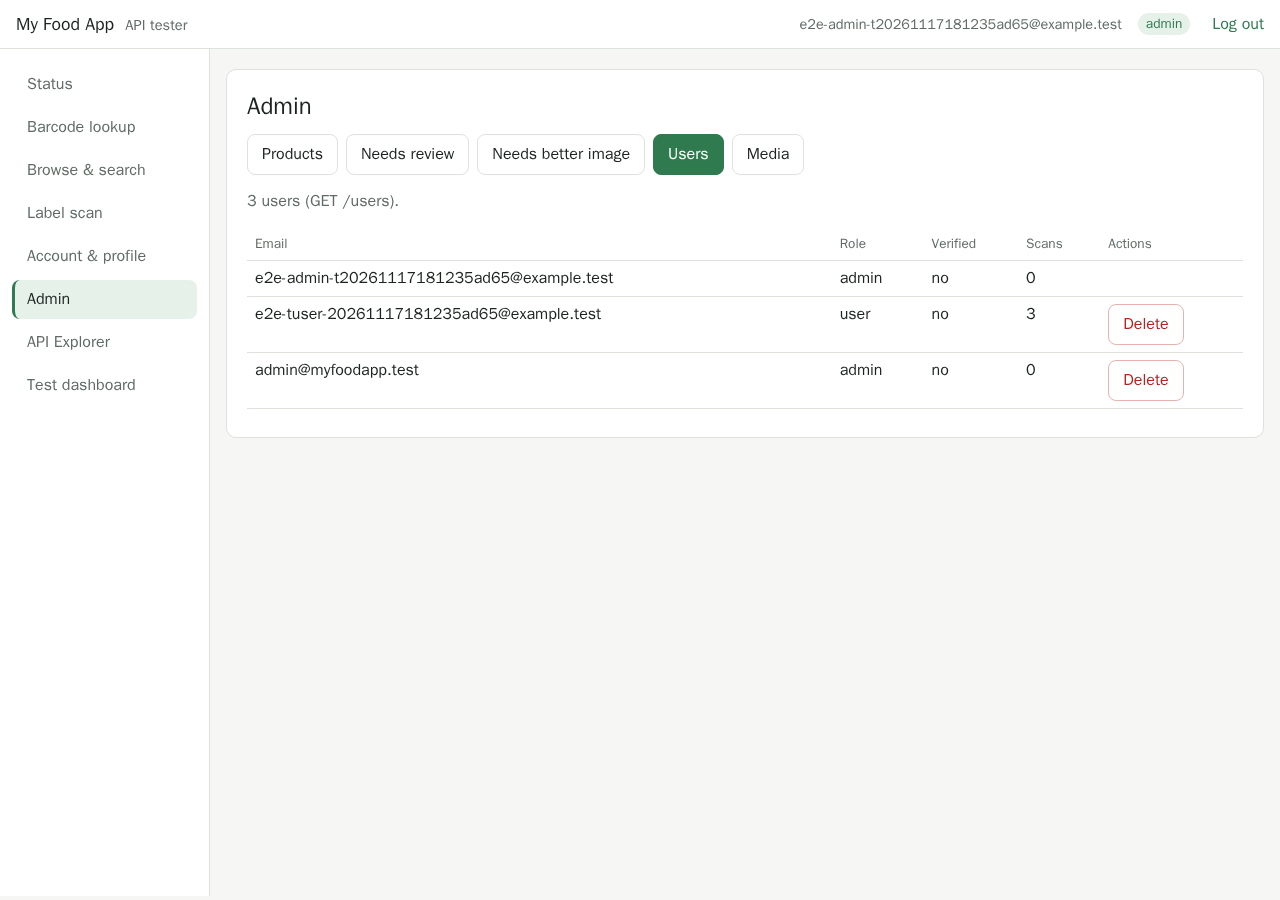 My Food App API tester e2e-admin-t20261117181235ad65@example.test admin Log out
Status
Barcode lookup
Browse & search
Label scan
Account & profile
Admin
API Explorer
Test dashboard
Admin
Products Needs review Needs better image Users Media
3 users (GET /users).
Email Role Verified Scans Actions
e2e-admin-t20261117181235ad65@example.test admin no 0
e2e-tuser-20261117181235ad65@example.test user no 3 Delete
admin@myfoodapp.test admin no 0 Delete